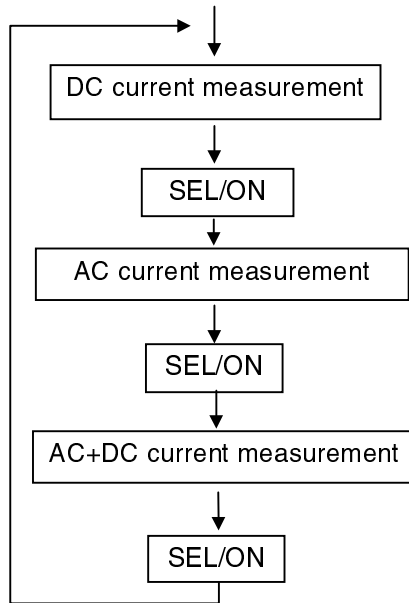 DC current measurement
SEL/ON
AC current measurement
SEL/ON
AC+DC current measurement
SEL/ON